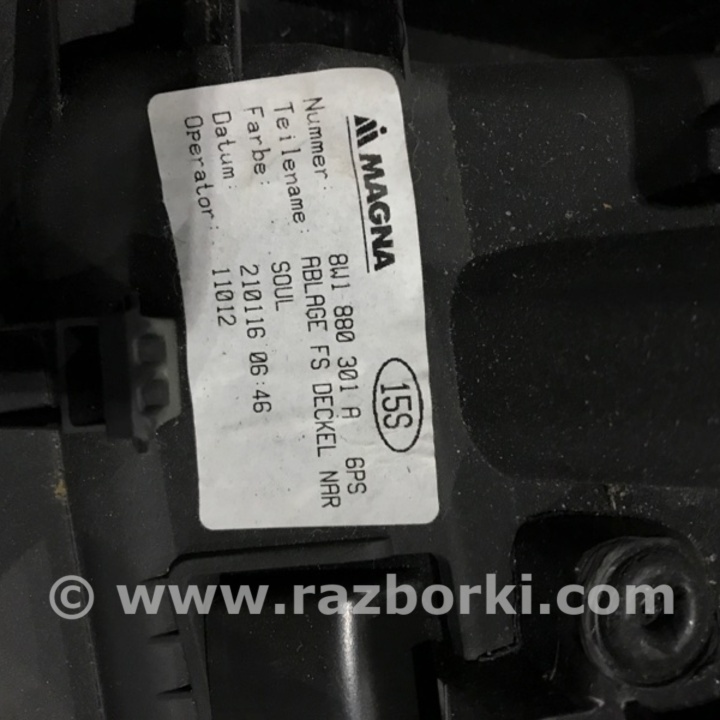 MAGNA
15S
Nummer: 8W1 880 301 A 6PS
Teilename: ABLAGE FS DECKEL NAR
Farbe: SOUL
Datum: 210116 06:46
Operator: 11012
© www.razborki.com